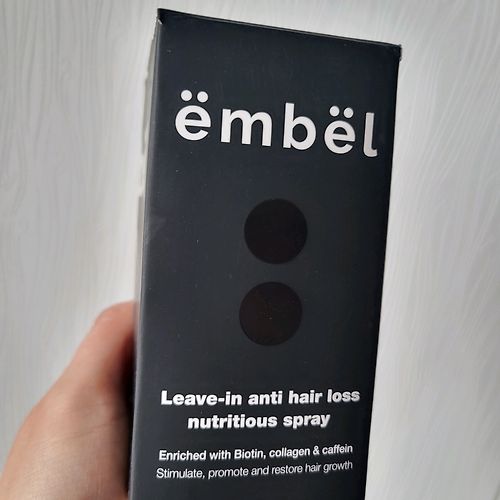 ëmbël
Leave-in anti hair loss
nutritious spray
Enriched with Biotin, collagen & caffein
Stimulate, promote and restore hair growth